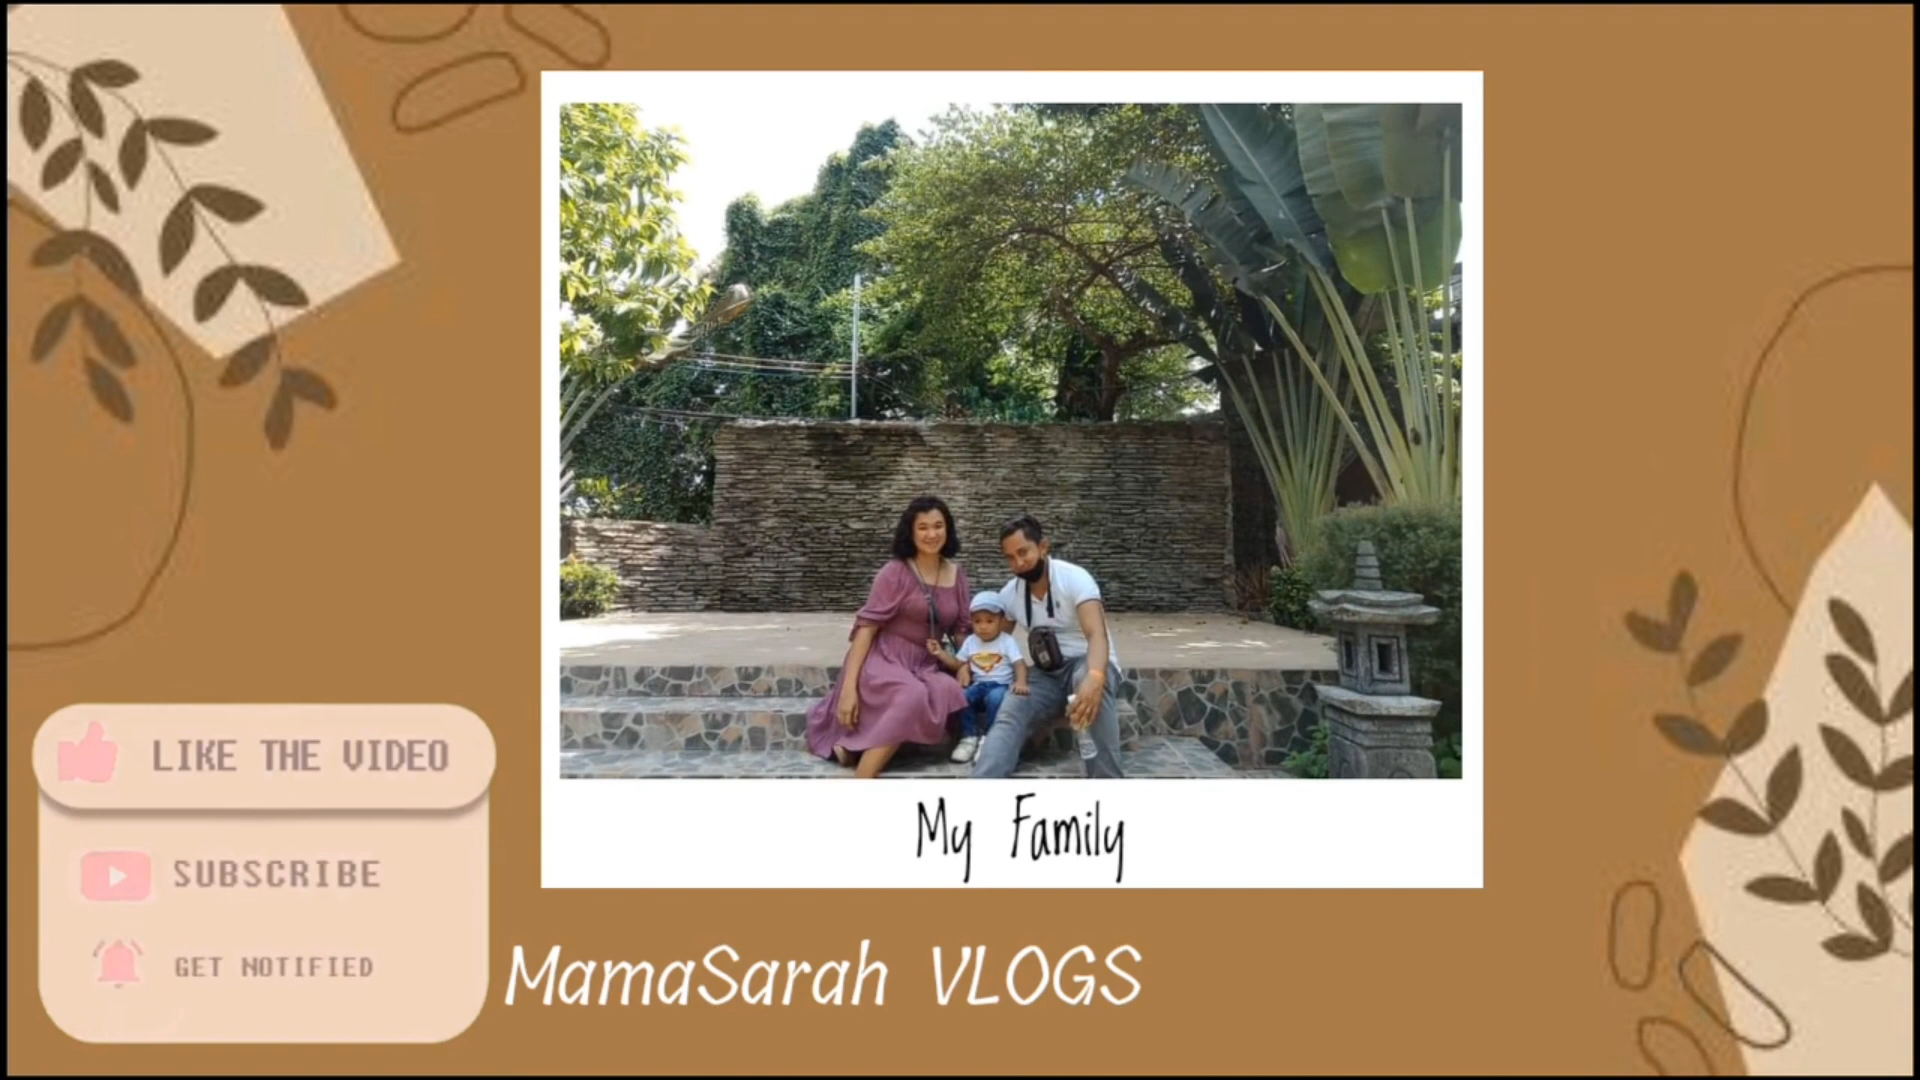 My Family
LIKE THE VIDEO
SUBSCRIBE
GET NOTIFIED
MamaSarah VLOGS